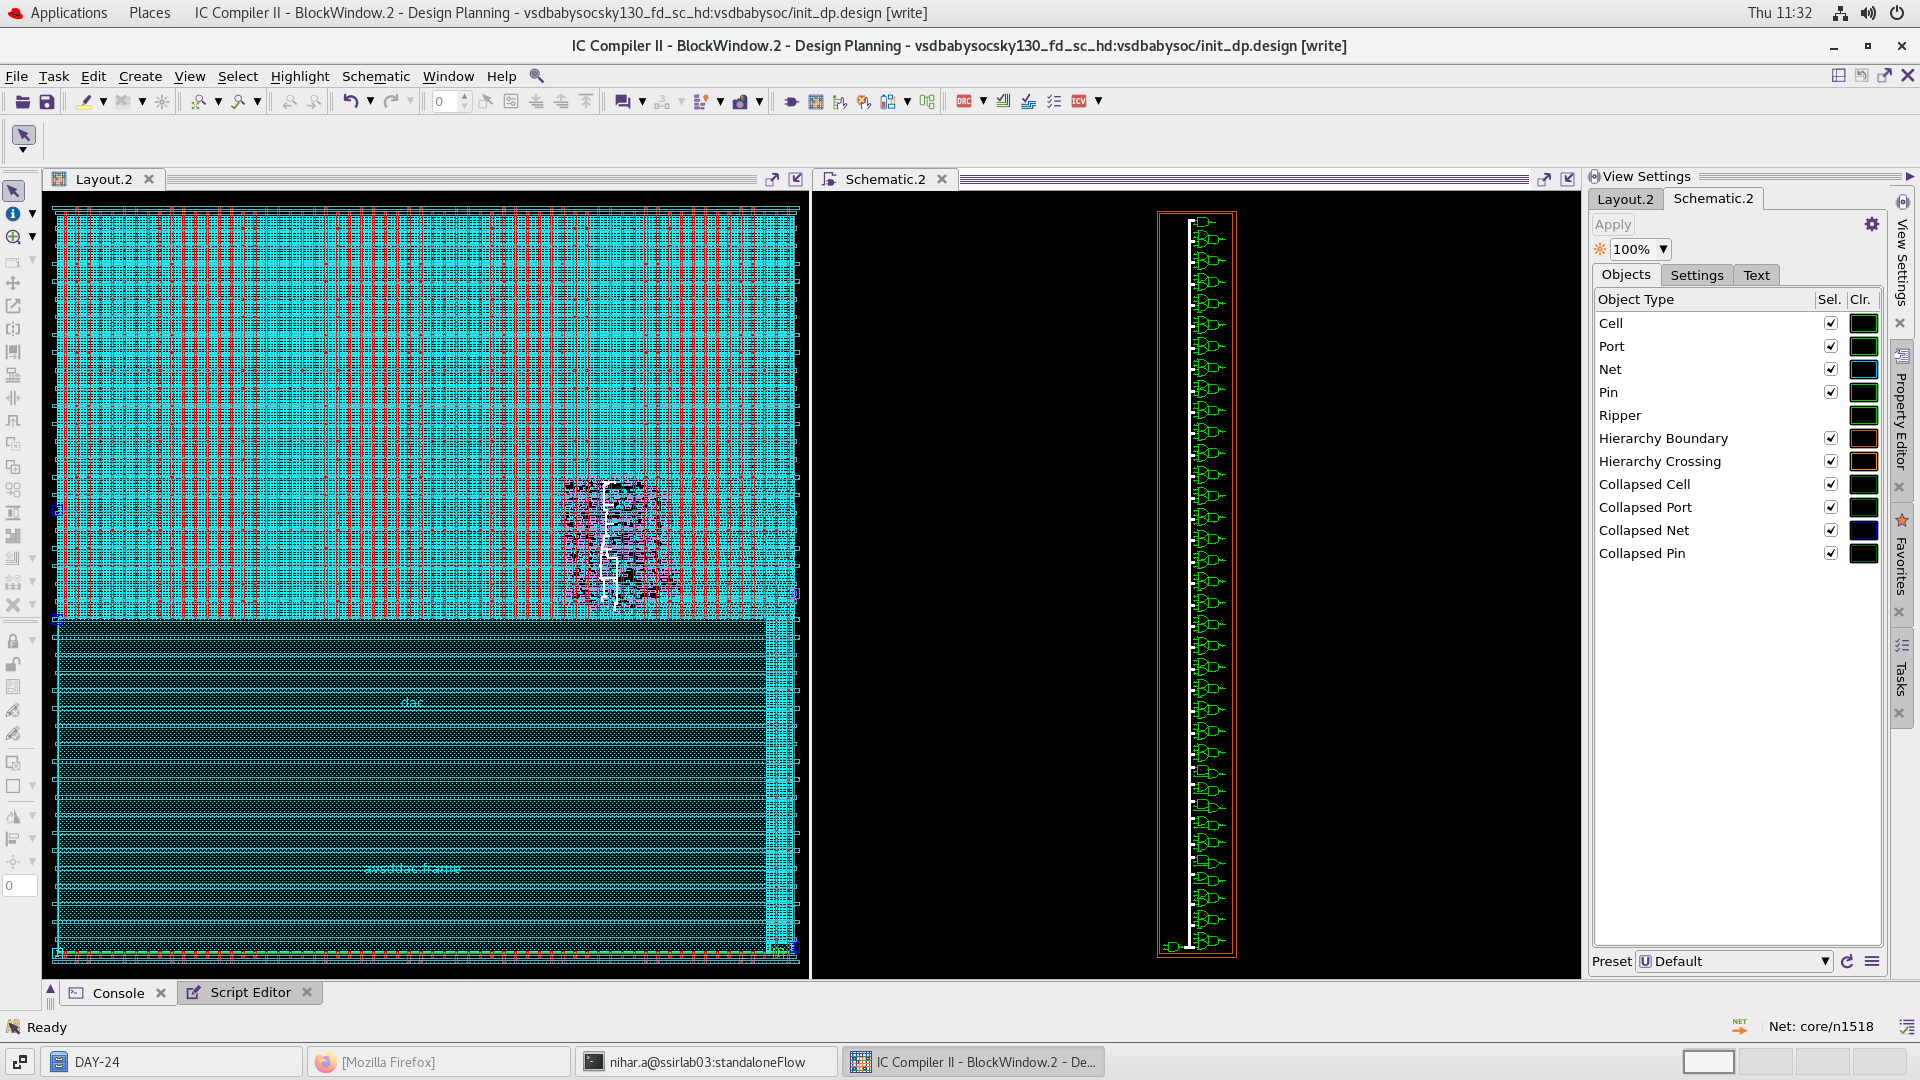 Applications Places IC Compiler II - BlockWindow.2 - Design Planning - vsdbabysocsky130_fd_sc_hd:vsdbabysoc/init_dp.design [write] Thu 11:32
IC Compiler II - BlockWindow.2 - Design Planning - vsdbabysocsky130_fd_sc_hd:vsdbabysoc/init_dp.design [write]
File Task Edit Create View Select Highlight Schematic Window Help
0 DRC ICV
Layout.2
Schematic.2
View Settings
Layout.2 Schematic.2
Apply
100%
Objects Settings Text
Object Type Sel. Clr.
Cell
Port
Net
Pin
Ripper
Hierarchy Boundary
Hierarchy Crossing
Collapsed Cell
Collapsed Port
Collapsed Net
Collapsed Pin
Preset Default
View Settings
Property Editor
Favorites
Tasks
dac
avsddac.frame
0
Console Script Editor
Ready
NET Net: core/n1518
DAY-24 [Mozilla Firefox] nihar.a@ssirlab03:standaloneFlow IC Compiler II - BlockWindow.2 - De...